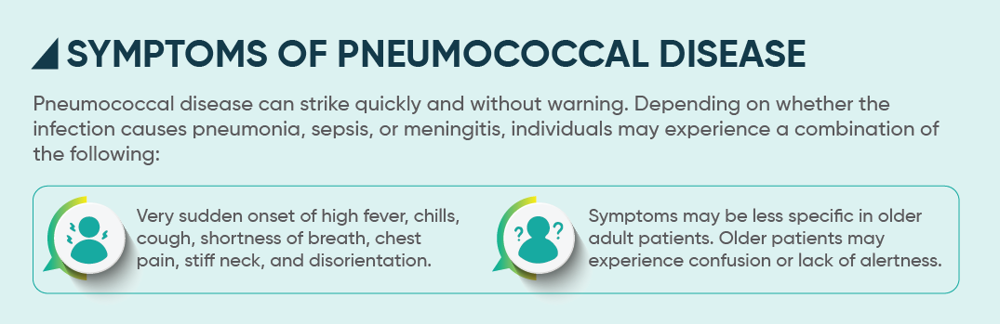 SYMPTOMS OF PNEUMOCOCCAL DISEASE
Pneumococcal disease can strike quickly and without warning. Depending on whether the
infection causes pneumonia, sepsis, or meningitis, individuals may experience a combination of
the following:
Very sudden onset of high fever, chills,
cough, shortness of breath, chest
pain, stiff neck, and disorientation.
? ?
Symptoms may be less specific in older
adult patients. Older patients may
experience confusion or lack of alertness.